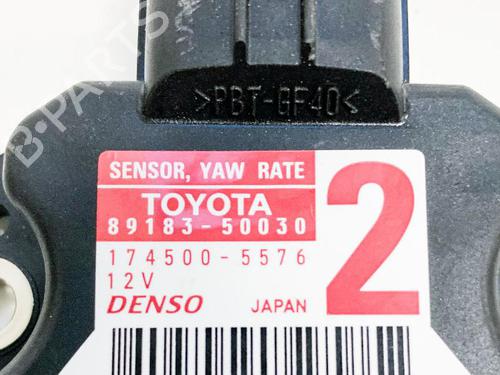 B-PARTS
>PBT-GF40<
SENSOR, YAW RATE
TOYOTA
89183-50030
174500-5576
12V
DENSO JAPAN
2